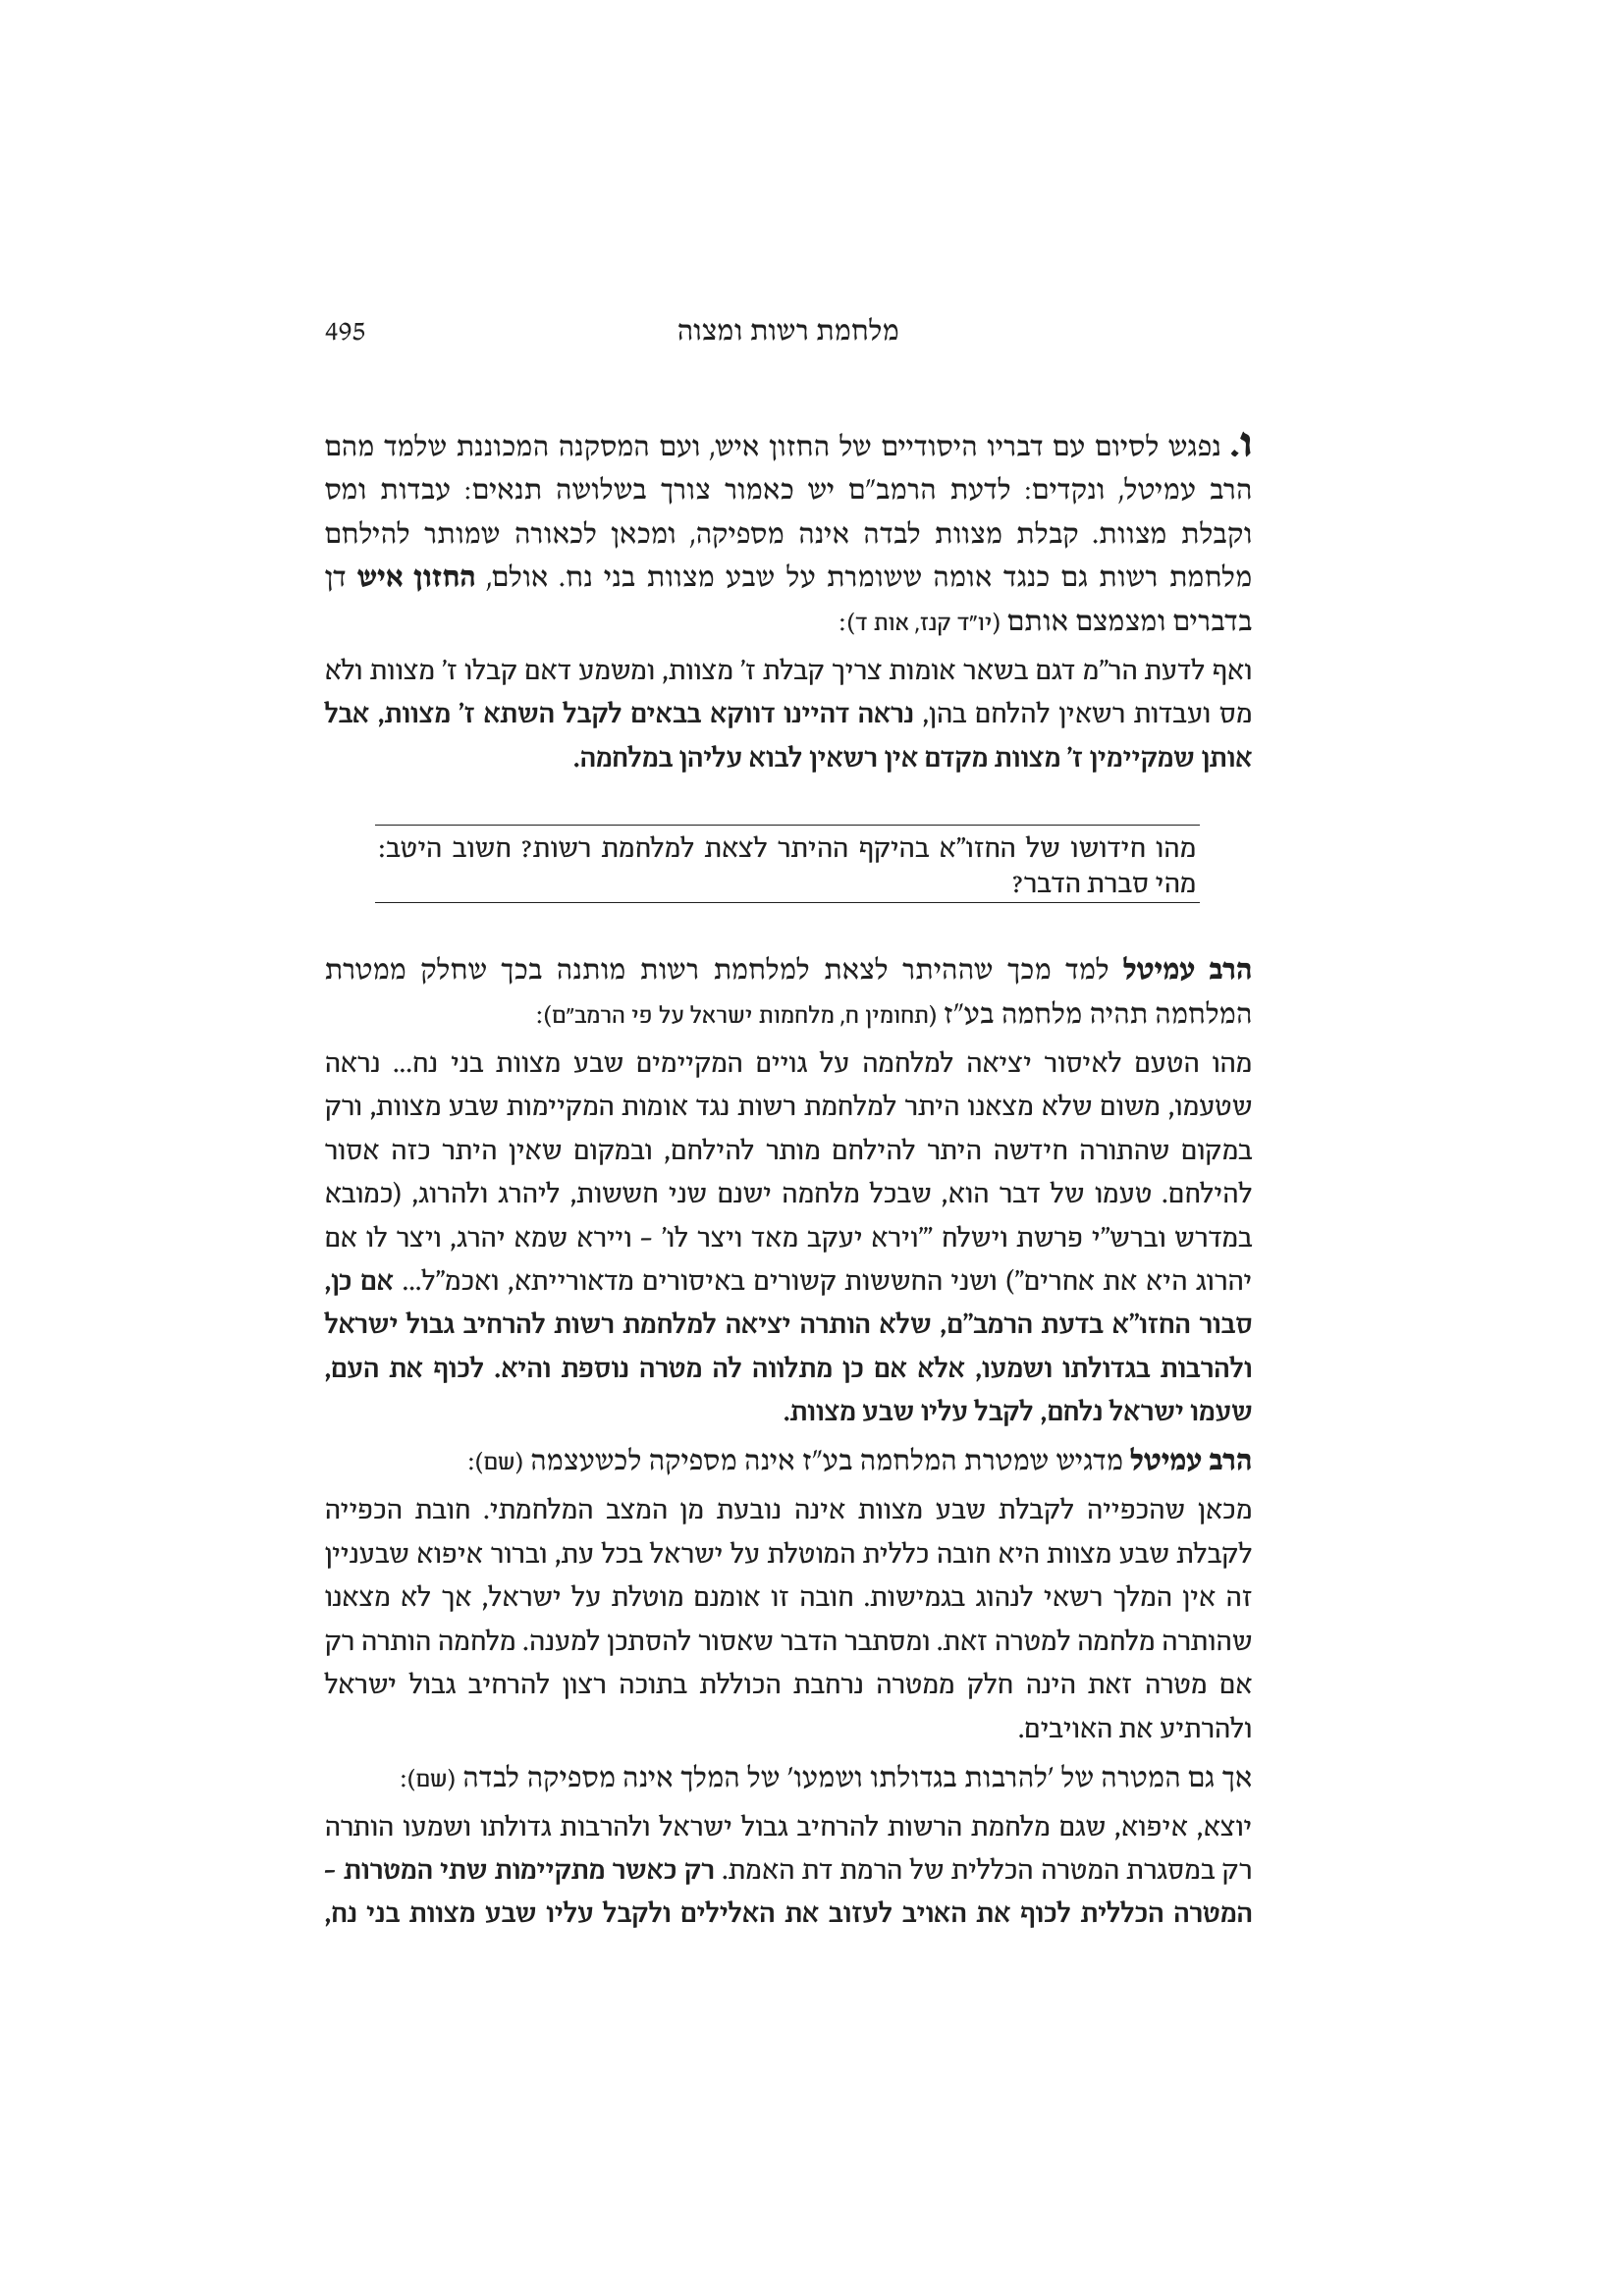 מלחמת רשות ומצוה 495
ו. נפגש לסיום עם דבריו היסודיים של החזון איש, ועם המסקנה המכוננת שלמד מהם
הרב עמיטל, ונקדים: לדעת הרמב״ם יש כאמור צורך בשלושה תנאים: עבדות ומס
וקבלת מצוות. קבלת מצוות לבדה אינה מספיקה, ומכאן לכאורה שמותר להילחם
מלחמת רשות גם כנגד אומה ששומרת על שבע מצוות בני נח. אולם, החזון איש דן
בדברים ומצמצם אותם (יו״ד קנז, אות ד):
ואף לדעת הר״מ דגם בשאר אומות צריך קבלת ז׳ מצוות, ומשמע דאם קבלו ז׳ מצוות ולא
מס ועבדות רשאין להלחם בהן, נראה דהיינו דווקא בבאים לקבל השתא ז׳ מצוות, אבל
אותן שמקיימין ז׳ מצוות מקדם אין רשאין לבוא עליהן במלחמה.
מהו חידושו של החזו״א בהיקף ההיתר לצאת למלחמת רשות? חשוב היטב:
מהי סברת הדבר?
הרב עמיטל למד מכך שההיתר לצאת למלחמת רשות מותנה בכך שחלק ממטרת
המלחמה תהיה מלחמה בע״ז (תחומין ח, מלחמות ישראל על פי הרמב״ם):
מהו הטעם לאיסור יציאה למלחמה על גויים המקיימים שבע מצוות בני נח... נראה
שטעמו, משום שלא מצאנו היתר למלחמת רשות נגד אומות המקיימות שבע מצוות, ורק
במקום שהתורה חידשה היתר להילחם מותר להילחם, ובמקום שאין היתר כזה אסור
להילחם. טעמו של דבר הוא, שבכל מלחמה ישנם שני חששות, ליהרג ולהרוג, (כמובא
במדרש וברש״י פרשת וישלח ״׳וירא יעקב מאד ויצר לו׳ – ויירא שמא יהרג, ויצר לו אם
יהרוג היא את אחרים״) ושני החששות קשורים באיסורים מדאורייתא, ואכמ״ל... אם כן,
סבור החזו״א בדעת הרמב״ם, שלא הותרה יציאה למלחמת רשות להרחיב גבול ישראל
ולהרבות בגדולתו ושמעו, אלא אם כן מתלווה לה מטרה נוספת והיא. לכוף את העם,
שעמו ישראל נלחם, לקבל עליו שבע מצוות.
הרב עמיטל מדגיש שמטרת המלחמה בע״ז אינה מספיקה לכשעצמה (שם):
מכאן שהכפייה לקבלת שבע מצוות אינה נובעת מן המצב המלחמתי. חובת הכפייה
לקבלת שבע מצוות היא חובה כללית המוטלת על ישראל בכל עת, וברור איפוא שבעניין
זה אין המלך רשאי לנהוג בגמישות. חובה זו אומנם מוטלת על ישראל, אך לא מצאנו
שהותרה מלחמה למטרה זאת. ומסתבר הדבר שאסור להסתכן למענה. מלחמה הותרה רק
אם מטרה זאת הינה חלק ממטרה נרחבת הכוללת בתוכה רצון להרחיב גבול ישראל
ולהרתיע את האויבים.
אך גם המטרה של ׳להרבות בגדולתו ושמעו׳ של המלך אינה מספיקה לבדה (שם):
יוצא, איפוא, שגם מלחמת הרשות להרחיב גבול ישראל ולהרבות גדולתו ושמעו הותרה
רק במסגרת המטרה הכללית של הרמת דת האמת. רק כאשר מתקיימות שתי המטרות –
המטרה הכללית לכוף את האויב לעזוב את האלילים ולקבל עליו שבע מצוות בני נח,